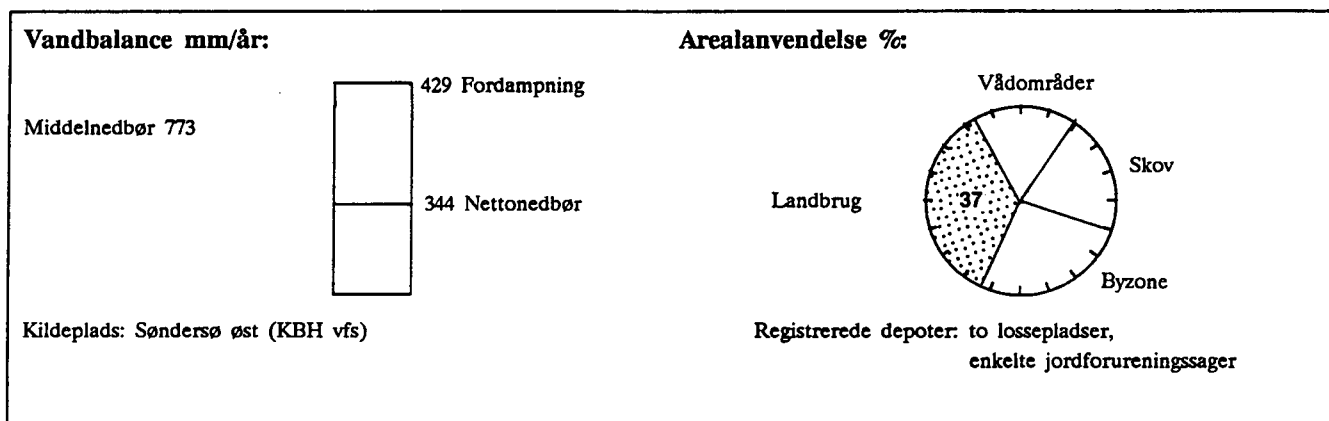 Vandbalance mm/år:
429 Fordampning
Middelnedbør 773
344 Nettonedbør
Kildeplads: Søndersø øst (KBH vfs)
Arealanvendelse %:
Vådområder
Skov
Landbrug
37
Byzone
Registrerede depoter: to lossepladser,
enkelte jordforureningssager